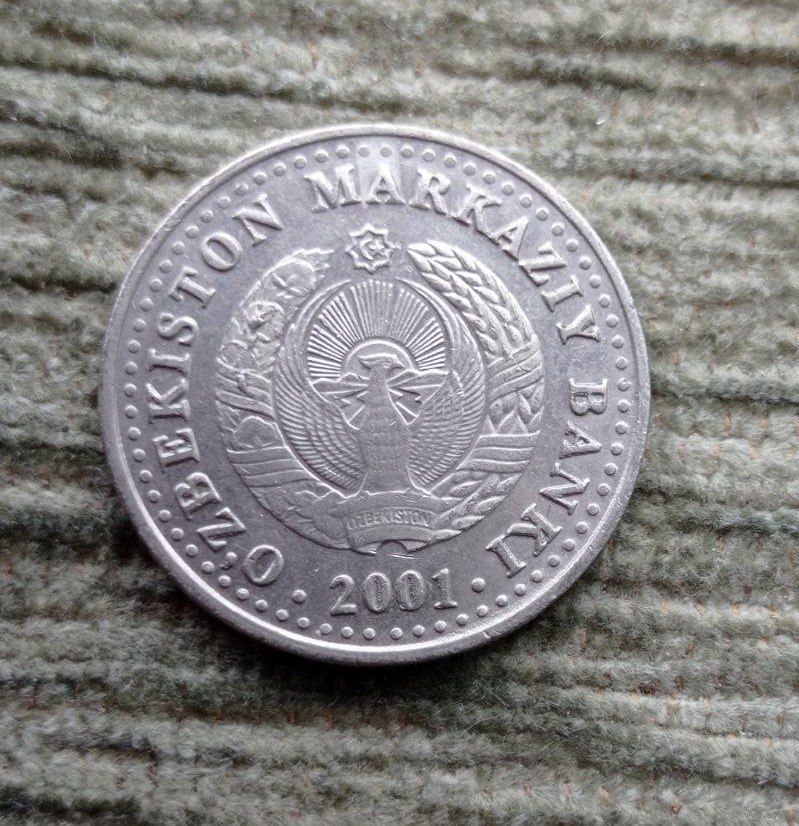 O'ZBEKISTON MARKAZIY BANKI
O'ZBEKISTON
· 2001 ·